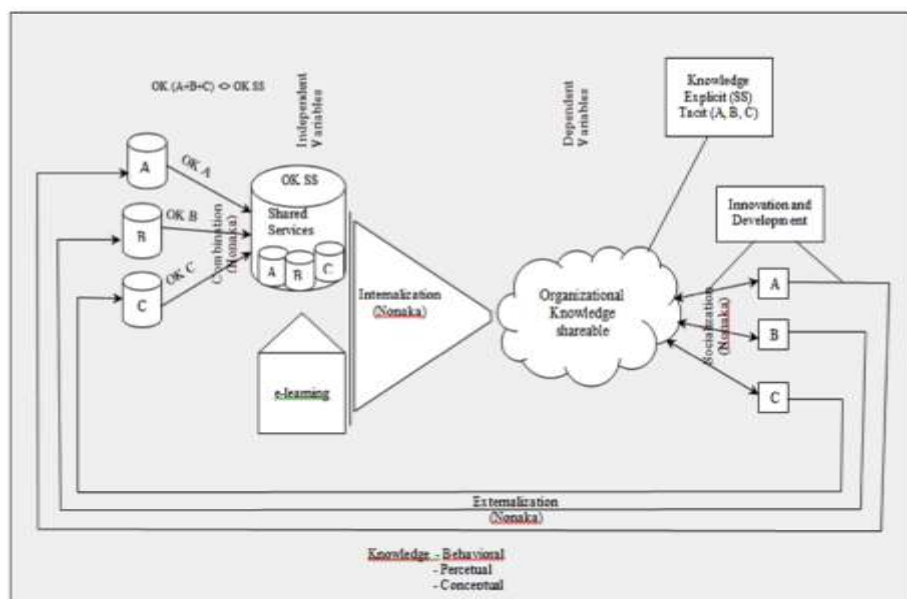 OK (A+B+C) <> OK SS
Independent
Variables
Dependent
Variables
Knowledge
Explicit (SS)
Tacit (A, B, C)
A
OK A
OK SS
Innovation and
Development
B
OK B
Shared
Services
Combination
(Nonaka)
C
OK C
A
B
C
Internalization
(Nonaka)
Organizational
Knowledge
shareable
Socialization
(Nonaka)
A
B
C
e-learning
Externalization
(Nonaka)
Knowledge - Behavioral
- Percetual
- Conceptual